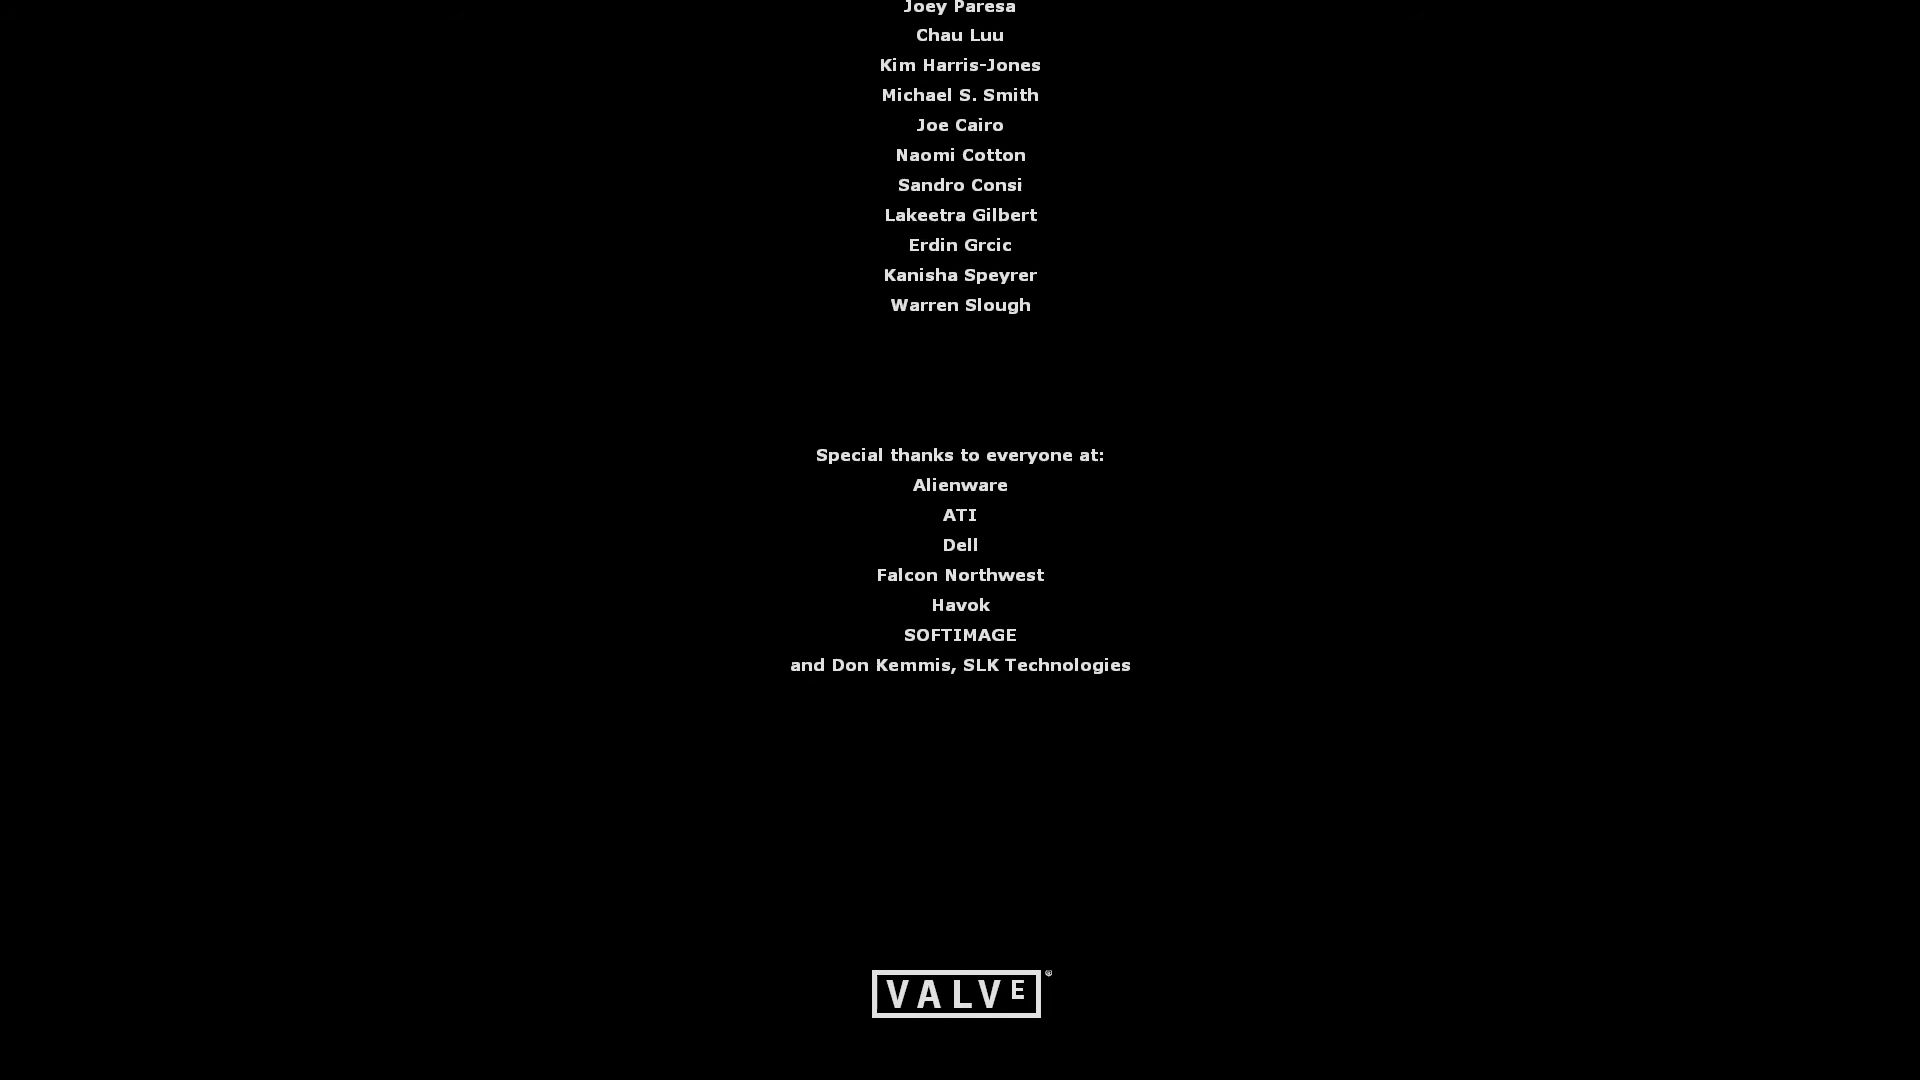 Joey Paresa
Chau Luu
Kim Harris-Jones
Michael S. Smith
Joe Cairo
Naomi Cotton
Sandro Consi
Lakeetra Gilbert
Erdin Grcic
Kanisha Speyrer
Warren Slough
Special thanks to everyone at:
Alienware
ATI
Dell
Falcon Northwest
Havok
SOFTIMAGE
and Don Kemmis, SLK Technologies
VALVE®